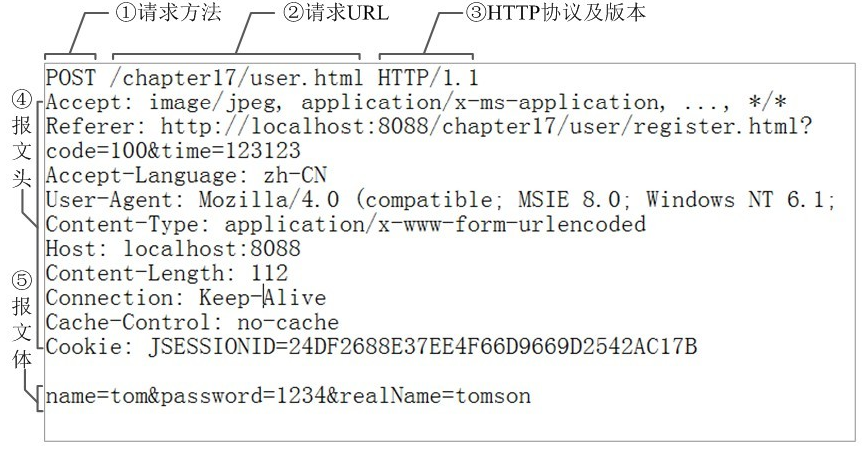 ①请求方法 ②请求URL ③HTTP协议及版本
POST /chapter17/user.html HTTP/1.1
④报文头
Accept: image/jpeg, application/x-ms-application, ..., */*
Referer: http://localhost:8088/chapter17/user/register.html?
code=100&time=123123
Accept-Language: zh-CN
User-Agent: Mozilla/4.0 (compatible; MSIE 8.0; Windows NT 6.1;
Content-Type: application/x-www-form-urlencoded
Host: localhost:8088
Content-Length: 112
Connection: Keep-Alive
Cache-Control: no-cache
Cookie: JSESSIONID=24DF2688E37EE4F66D9669D2542AC17B
⑤报文体
name=tom&password=1234&realName=tomson